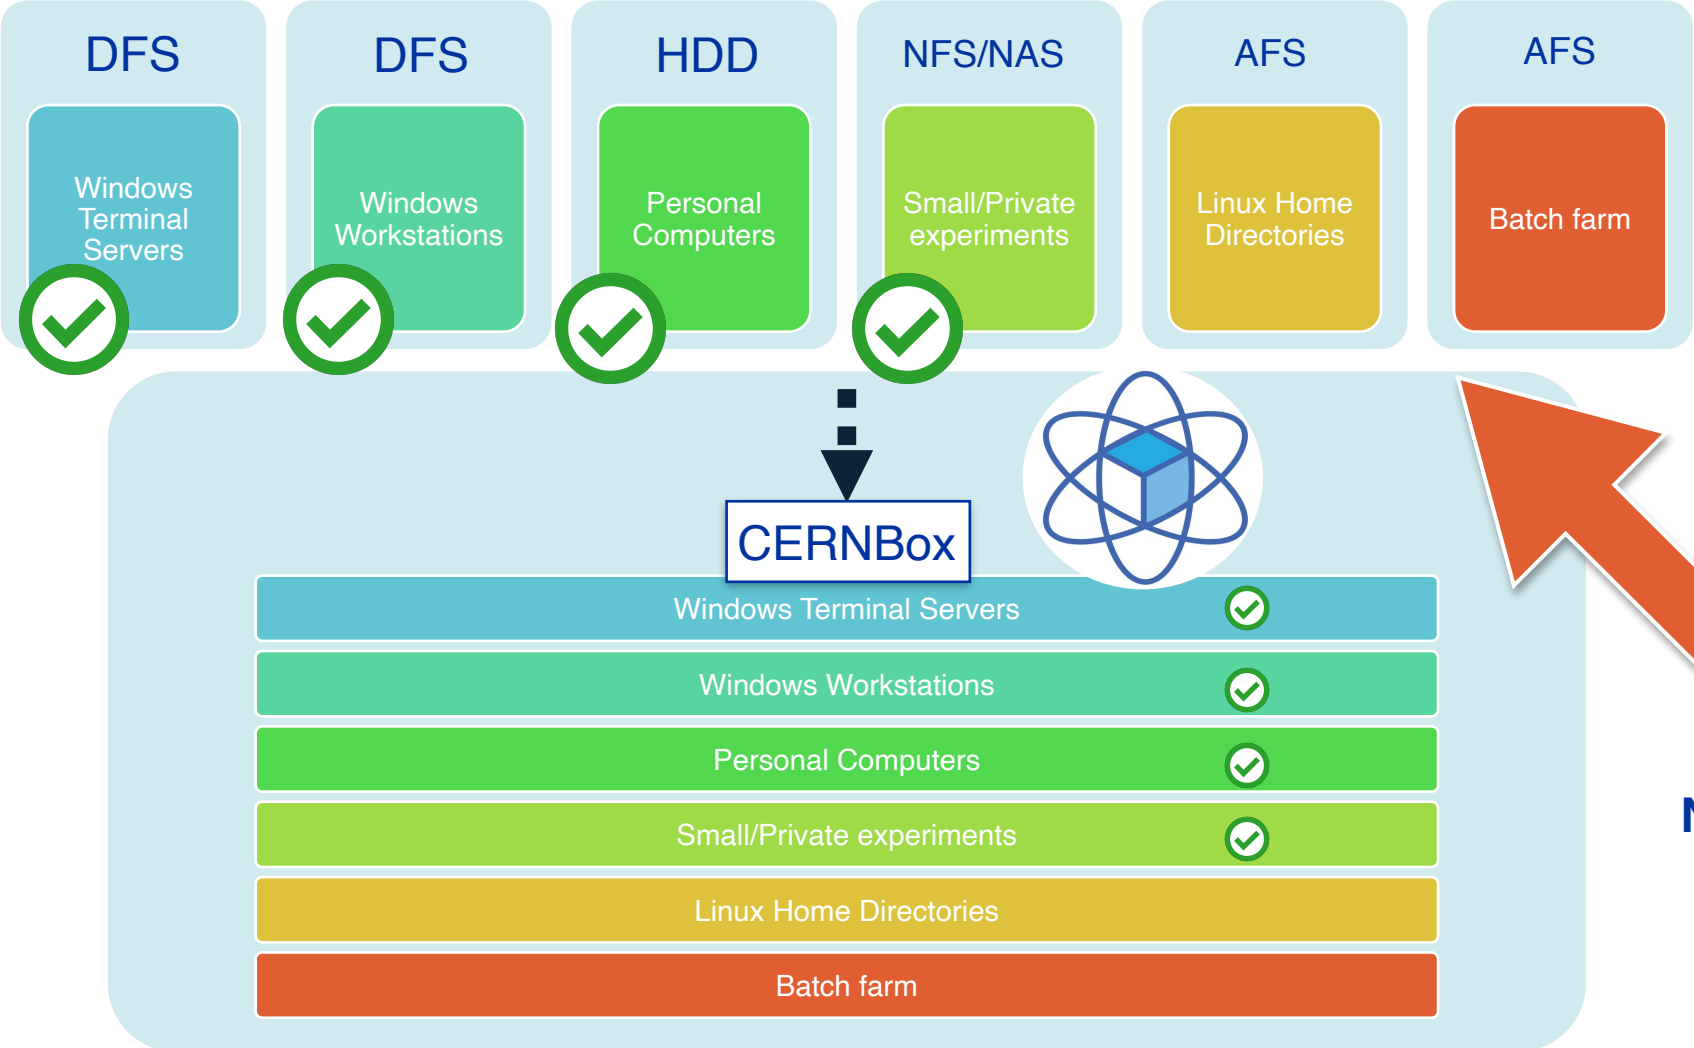 DFS
DFS
HDD
NFS/NAS
AFS
AFS
Windows
Terminal
Servers
Windows
Workstations
Personal
Computers
Small/Private
experiments
Linux Home
Directories
Batch farm
CERNBox
Windows Terminal Servers
Windows Workstations
Personal Computers
Small/Private experiments
Linux Home Directories
Batch farm